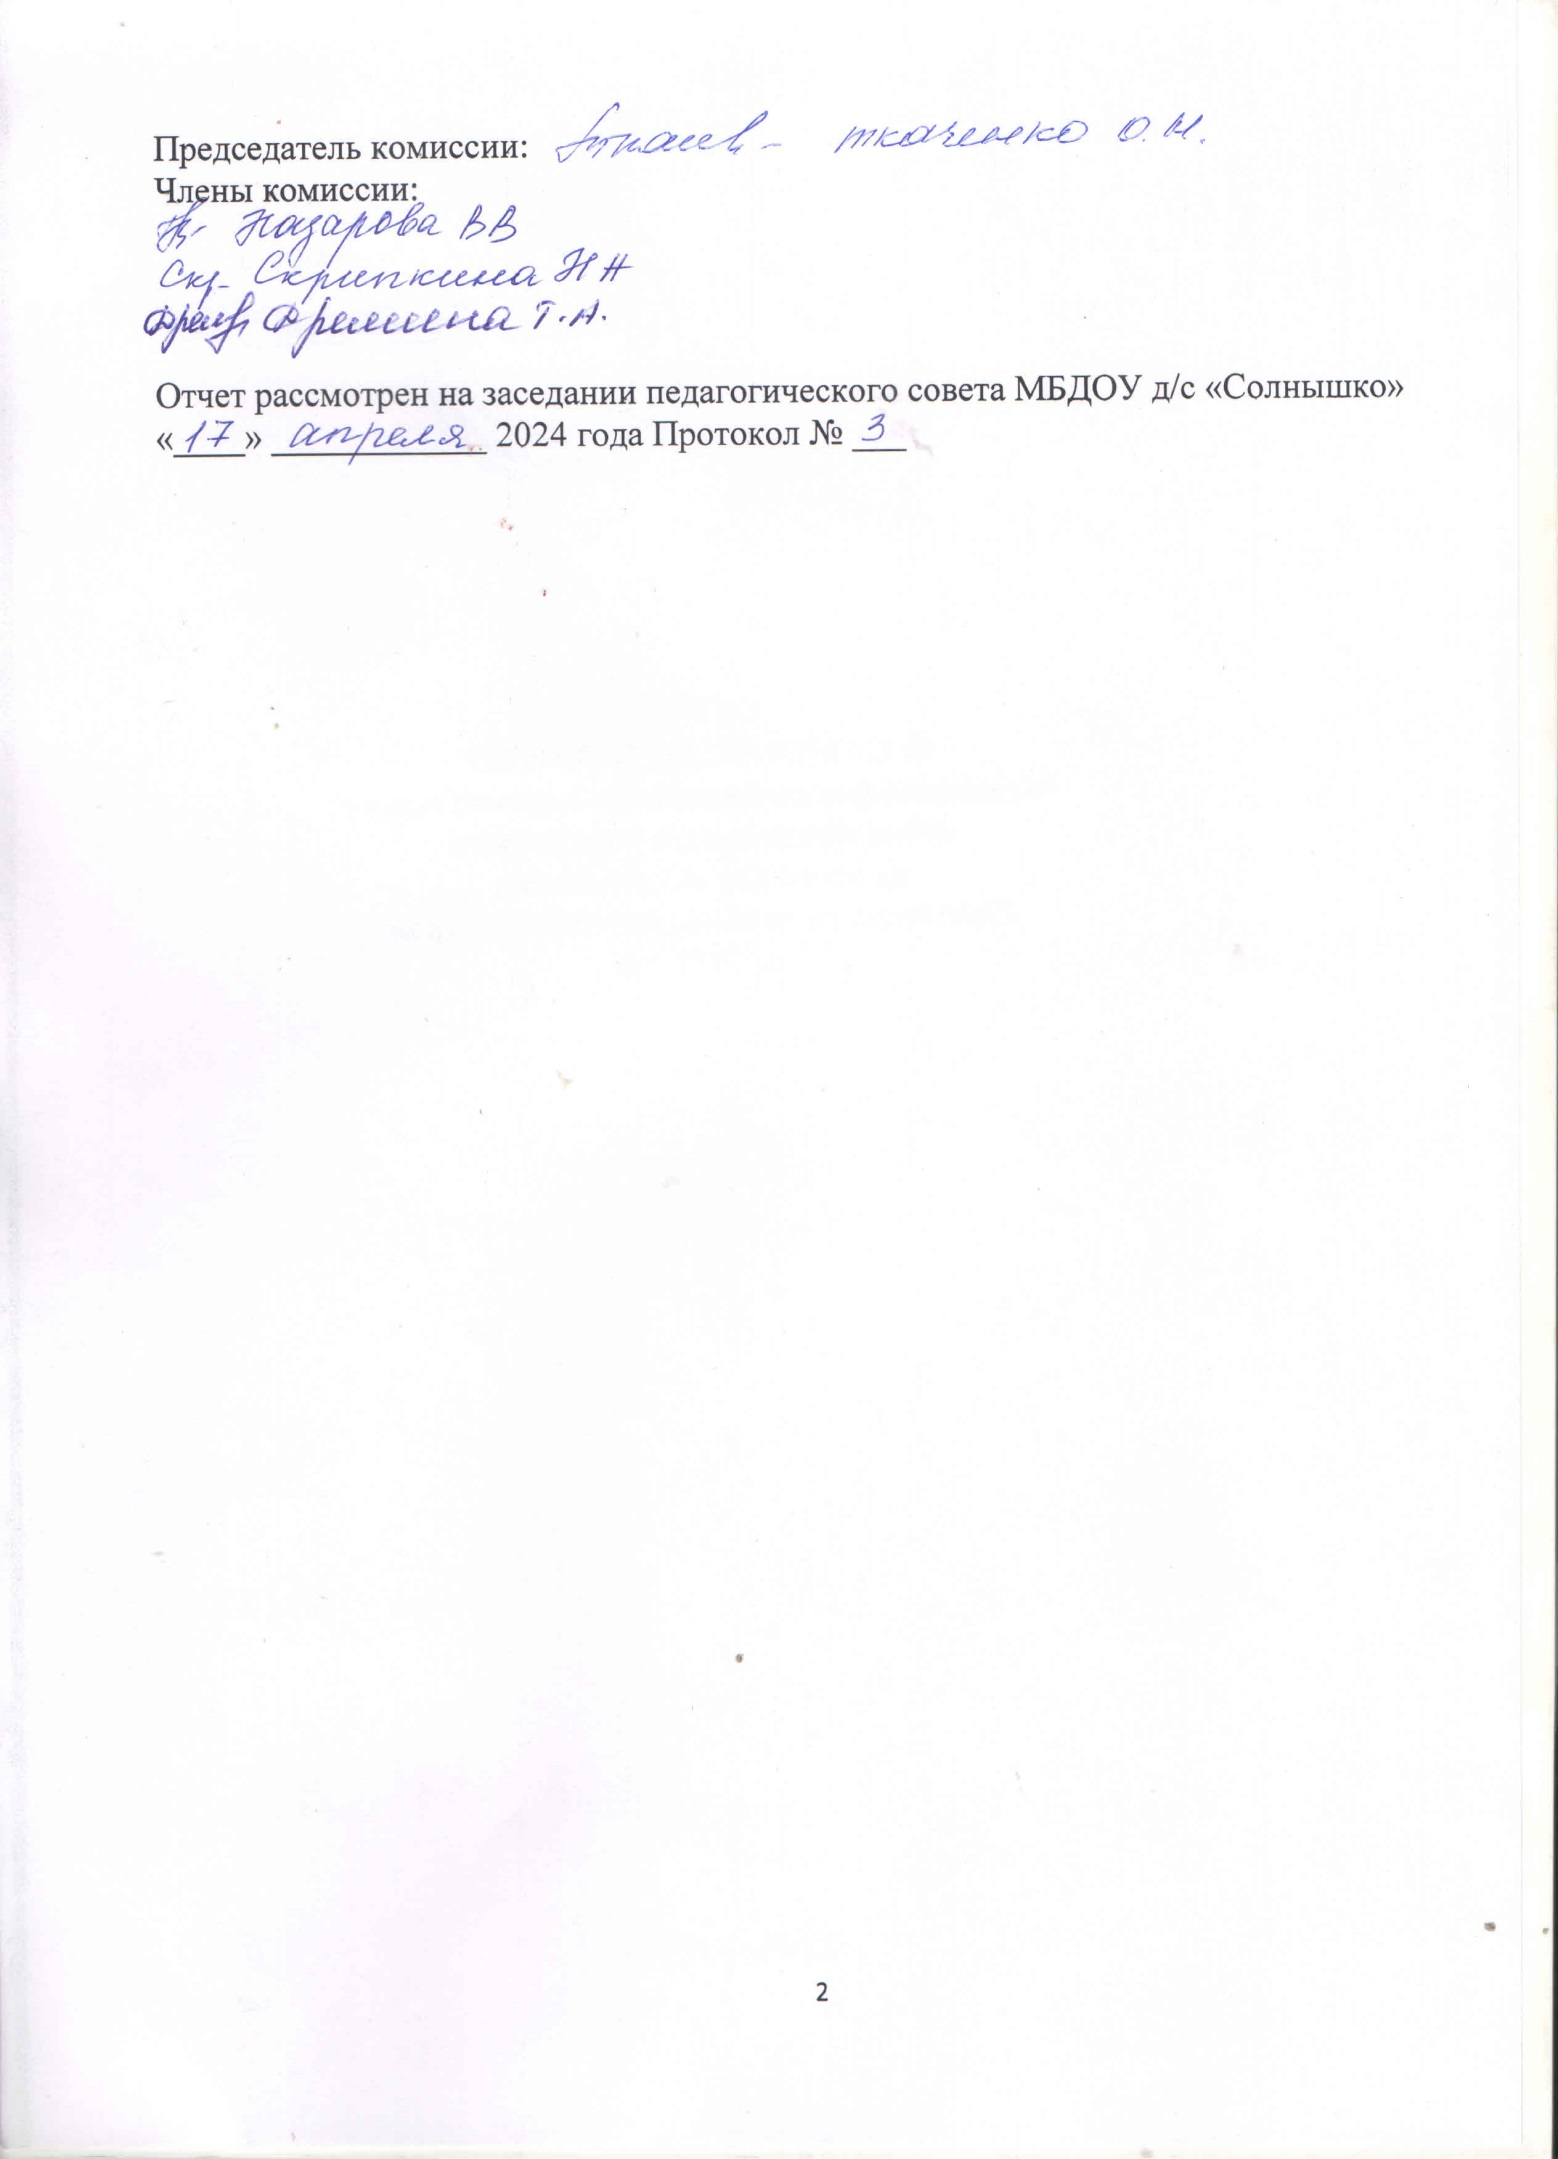 Председатель комиссии: Ткаченко О.Н.
Члены комиссии:
Назарова ВВ
Скр- Скрипкина Н Н
Т.А.
Отчет рассмотрен на заседании педагогического совета МБДОУ д/с «Солнышко»
«17» апреля 2024 года Протокол № 3
2